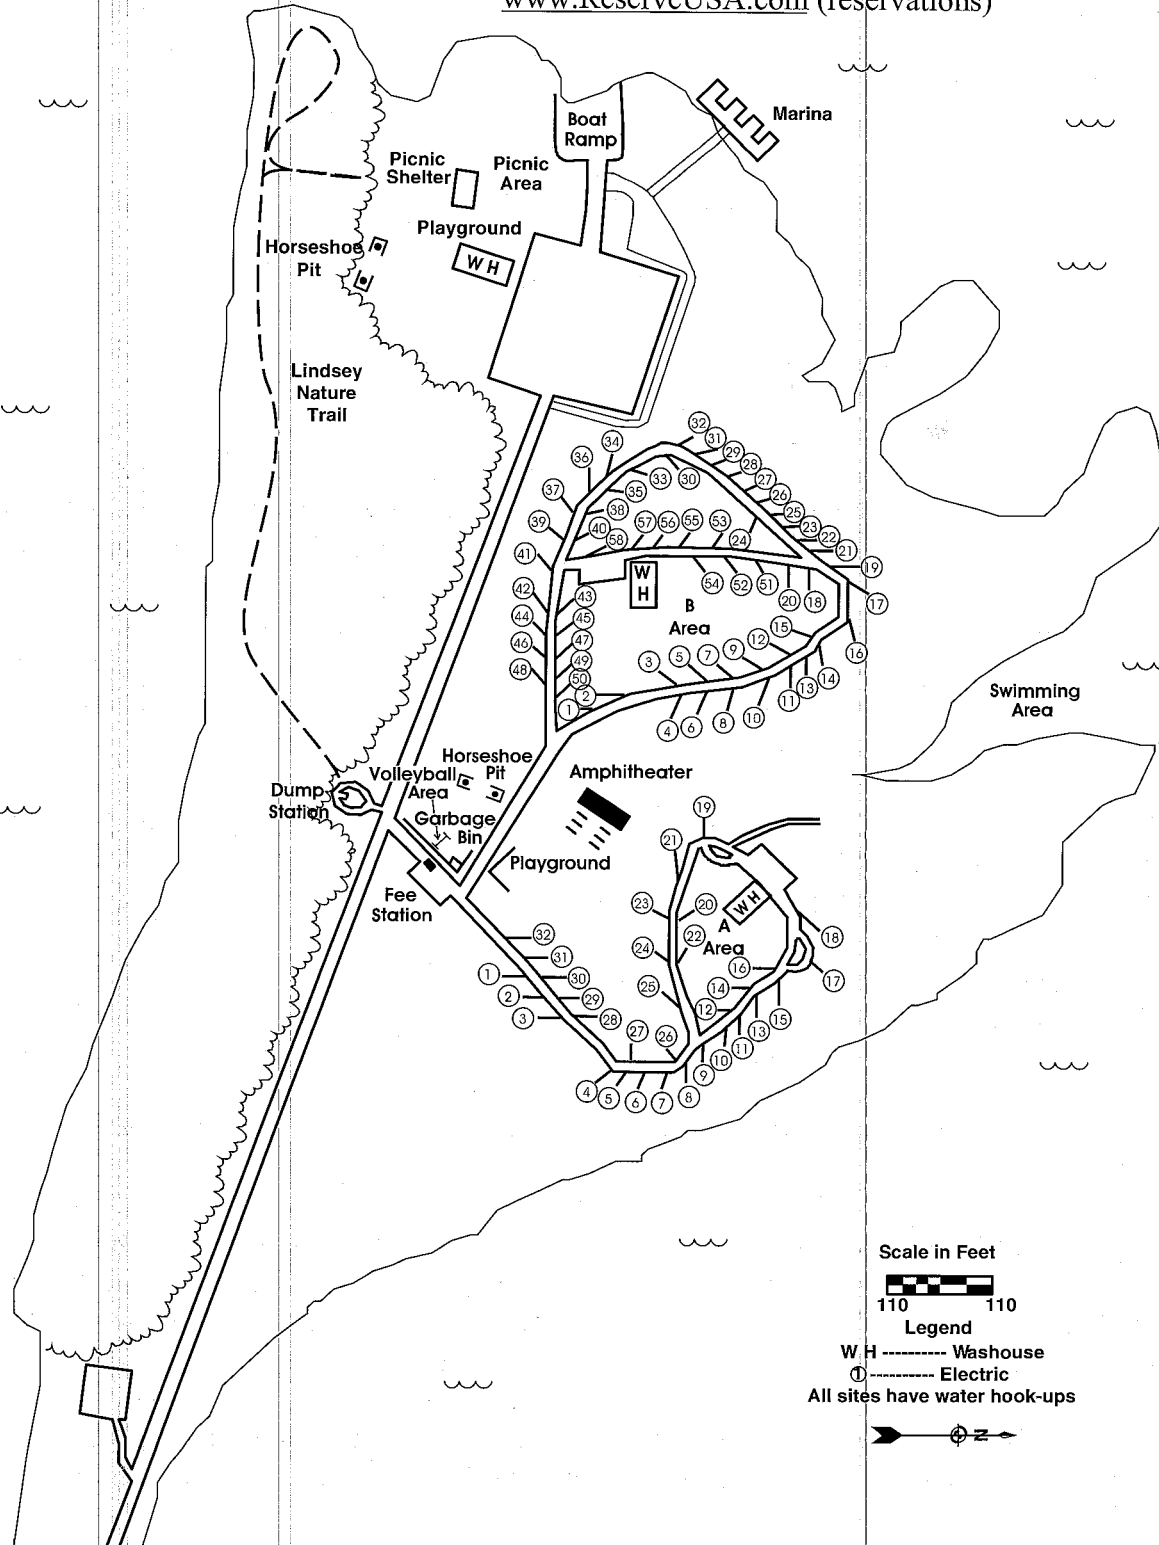 www.ReserveUSA.com (reservations)
Marina
Boat
Ramp
Picnic
Shelter
Picnic
Area
Playground
W H
Horseshoe
Pit
Lindsey
Nature
Trail
32
31
29
28
27
26
25
23
22
21
19
17
34
36
33
30
35
37
38
39
40
58
57
56
55
53
24
41
W
H
54
52
51
20
18
42
43
B
Area
44
45
46
47
48
49
50
2
1
3
5
7
9
12
15
16
14
13
11
10
8
6
4
Swimming
Area
Horseshoe
Pit
Volleyball
Area
Amphitheater
Dump
Station
Garbage
Bin
Playground
Fee
Station
19
21
23
20
W H
A
Area
22
24
25
18
17
16
14
12
15
13
11
10
9
8
7
6
5
4
26
27
32
31
30
29
28
1
2
3
Scale in Feet
110 110
Legend
W H ---------- Washouse
1 ---------- Electric
All sites have water hook-ups
N